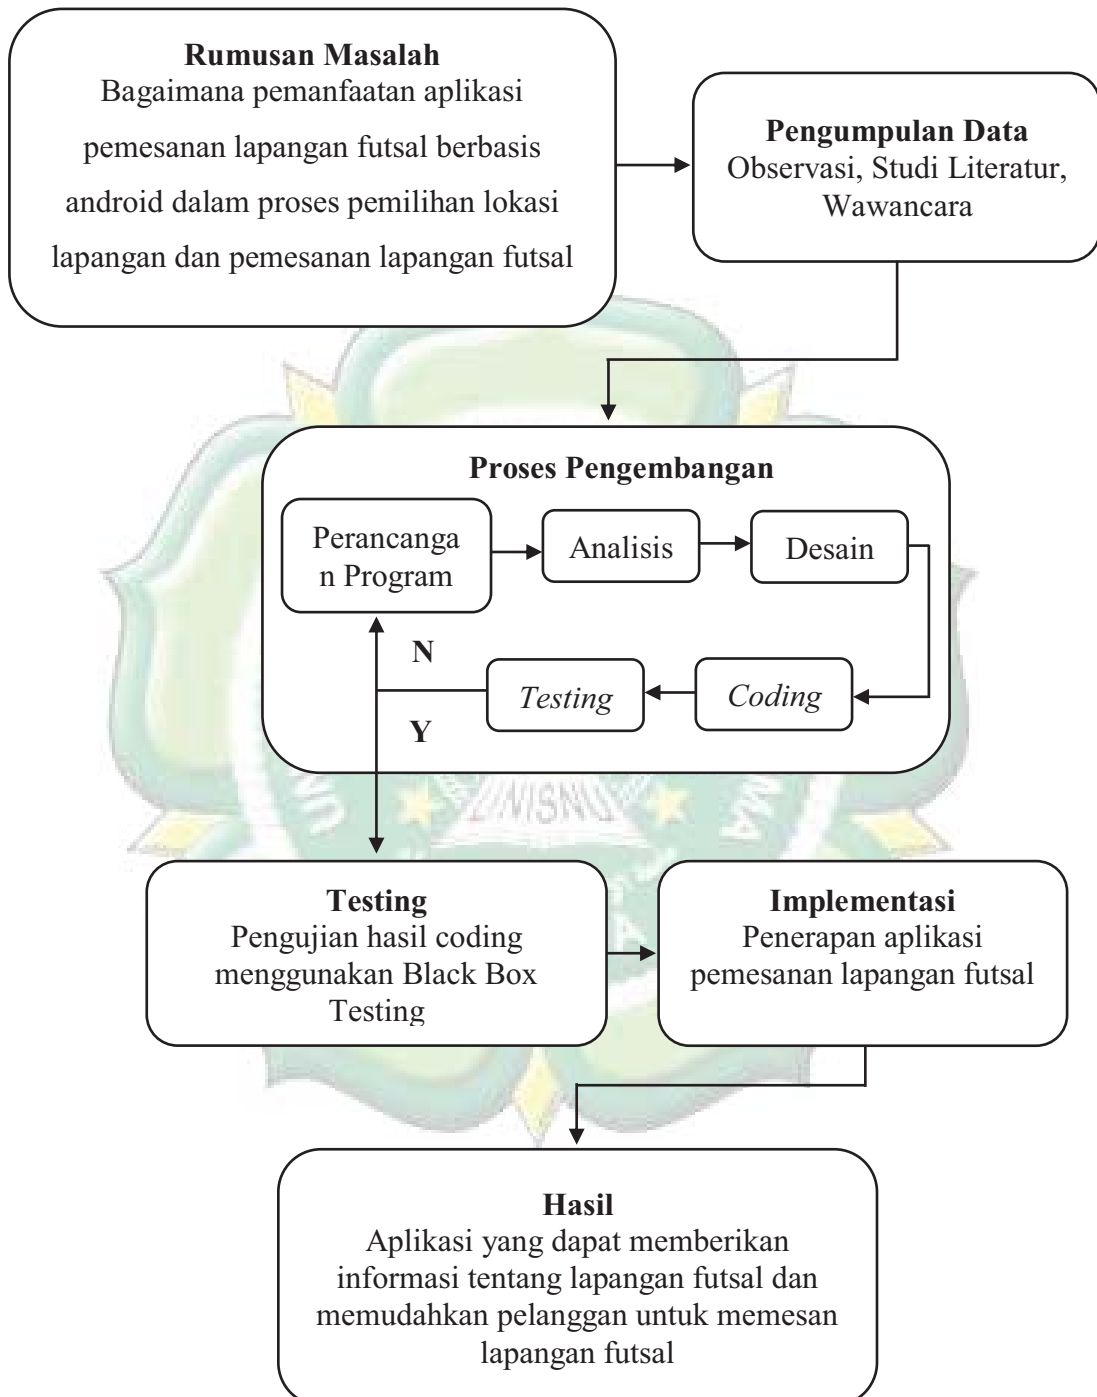 Rumusan Masalah
Bagaimana pemanfaatan aplikasi
pemesanan lapangan futsal berbasis
android dalam proses pemilihan lokasi
lapangan dan pemesanan lapangan futsal
Pengumpulan Data
Observasi, Studi Literatur,
Wawancara
Proses Pengembangan
Perancanga
n Program
Analisis
Desain
N
Testing
Coding
Y
UNISNU
UN
MA
Testing
Pengujian hasil coding
menggunakan Black Box
Testing
Implementasi
Penerapan aplikasi
pemesanan lapangan futsal
Hasil
Aplikasi yang dapat memberikan
informasi tentang lapangan futsal dan
memudahkan pelanggan untuk memesan
lapangan futsal